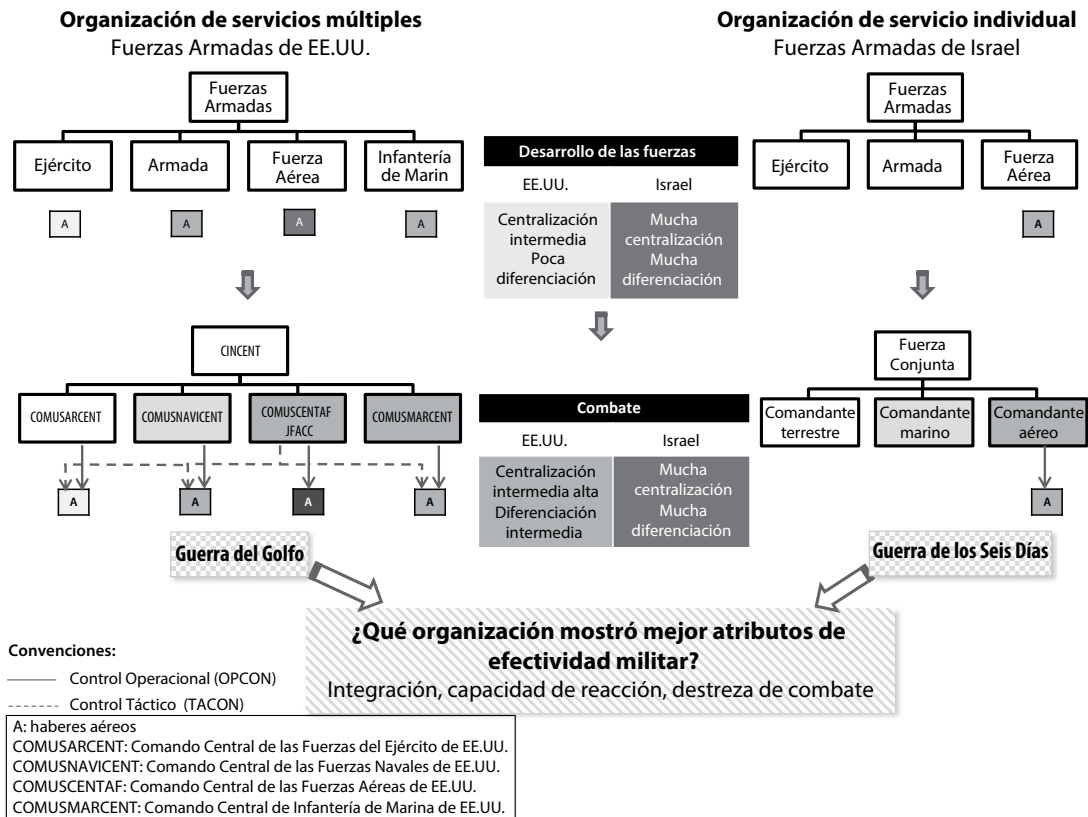 Organización de servicios múltiples
Fuerzas Armadas de EE.UU.
Fuerzas
Armadas
Ejército
Armada
Fuerza
Aérea
Infantería
de Marin
A
A
A
A
Organización de servicio individual
Fuerzas Armadas de Israel
Fuerzas
Armadas
Ejército
Armada
Fuerza
Aérea
A
Desarrollo de las fuerzas
EE.UU.
Israel
Centralización
intermedia
Poca
diferenciación
Mucha
centralización
Mucha
diferenciación
CINCENT
COMUSARCENT
COMUSNAVICENT
COMUSCENTAF
JFACC
COMUSMARCENT
A
A
A
A
Guerra del Golfo
Combate
EE.UU.
Israel
Centralización
intermedia alta
Diferenciación
intermedia
Mucha
centralización
Mucha
diferenciación
Fuerza
Conjunta
Comandante
terrestre
Comandante
marino
Comandante
aéreo
A
Guerra de los Seis Días
¿Qué organización mostró mejor atributos de
efectividad militar?
Integración, capacidad de reacción, destreza de combate
Convenciones:
Control Operacional (OPCON)
Control Táctico (TACON)
A: haberes aéreos
COMUSARCENT: Comando Central de las Fuerzas del Ejército de EE.UU.
COMUSNAVICENT: Comando Central de las Fuerzas Navales de EE.UU.
COMUSCENTAF: Comando Central de las Fuerzas Aéreas de EE.UU.
COMUSMARCENT: Comando Central de Infantería de Marina de EE.UU.